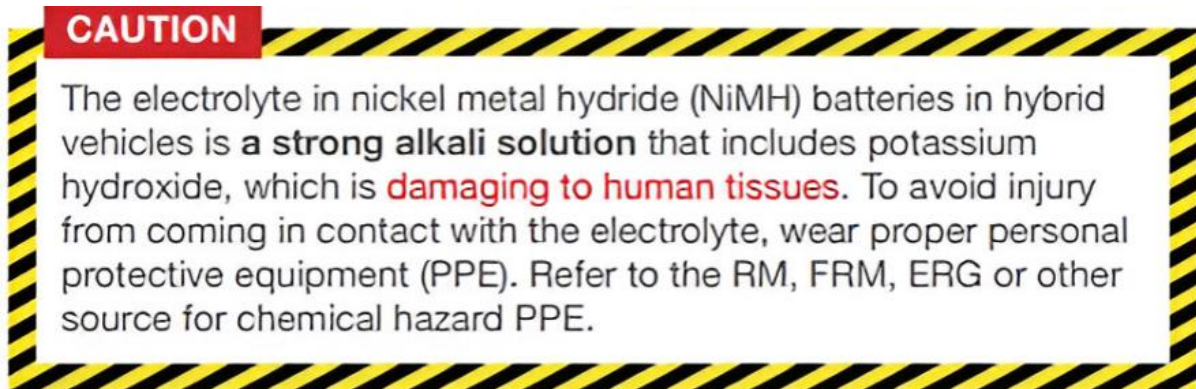 CAUTION
The electrolyte in nickel metal hydride (NiMH) batteries in hybrid
vehicles is a strong alkali solution that includes potassium
hydroxide, which is damaging to human tissues. To avoid injury
from coming in contact with the electrolyte, wear proper personal
protective equipment (PPE). Refer to the RM, FRM, ERG or other
source for chemical hazard PPE.